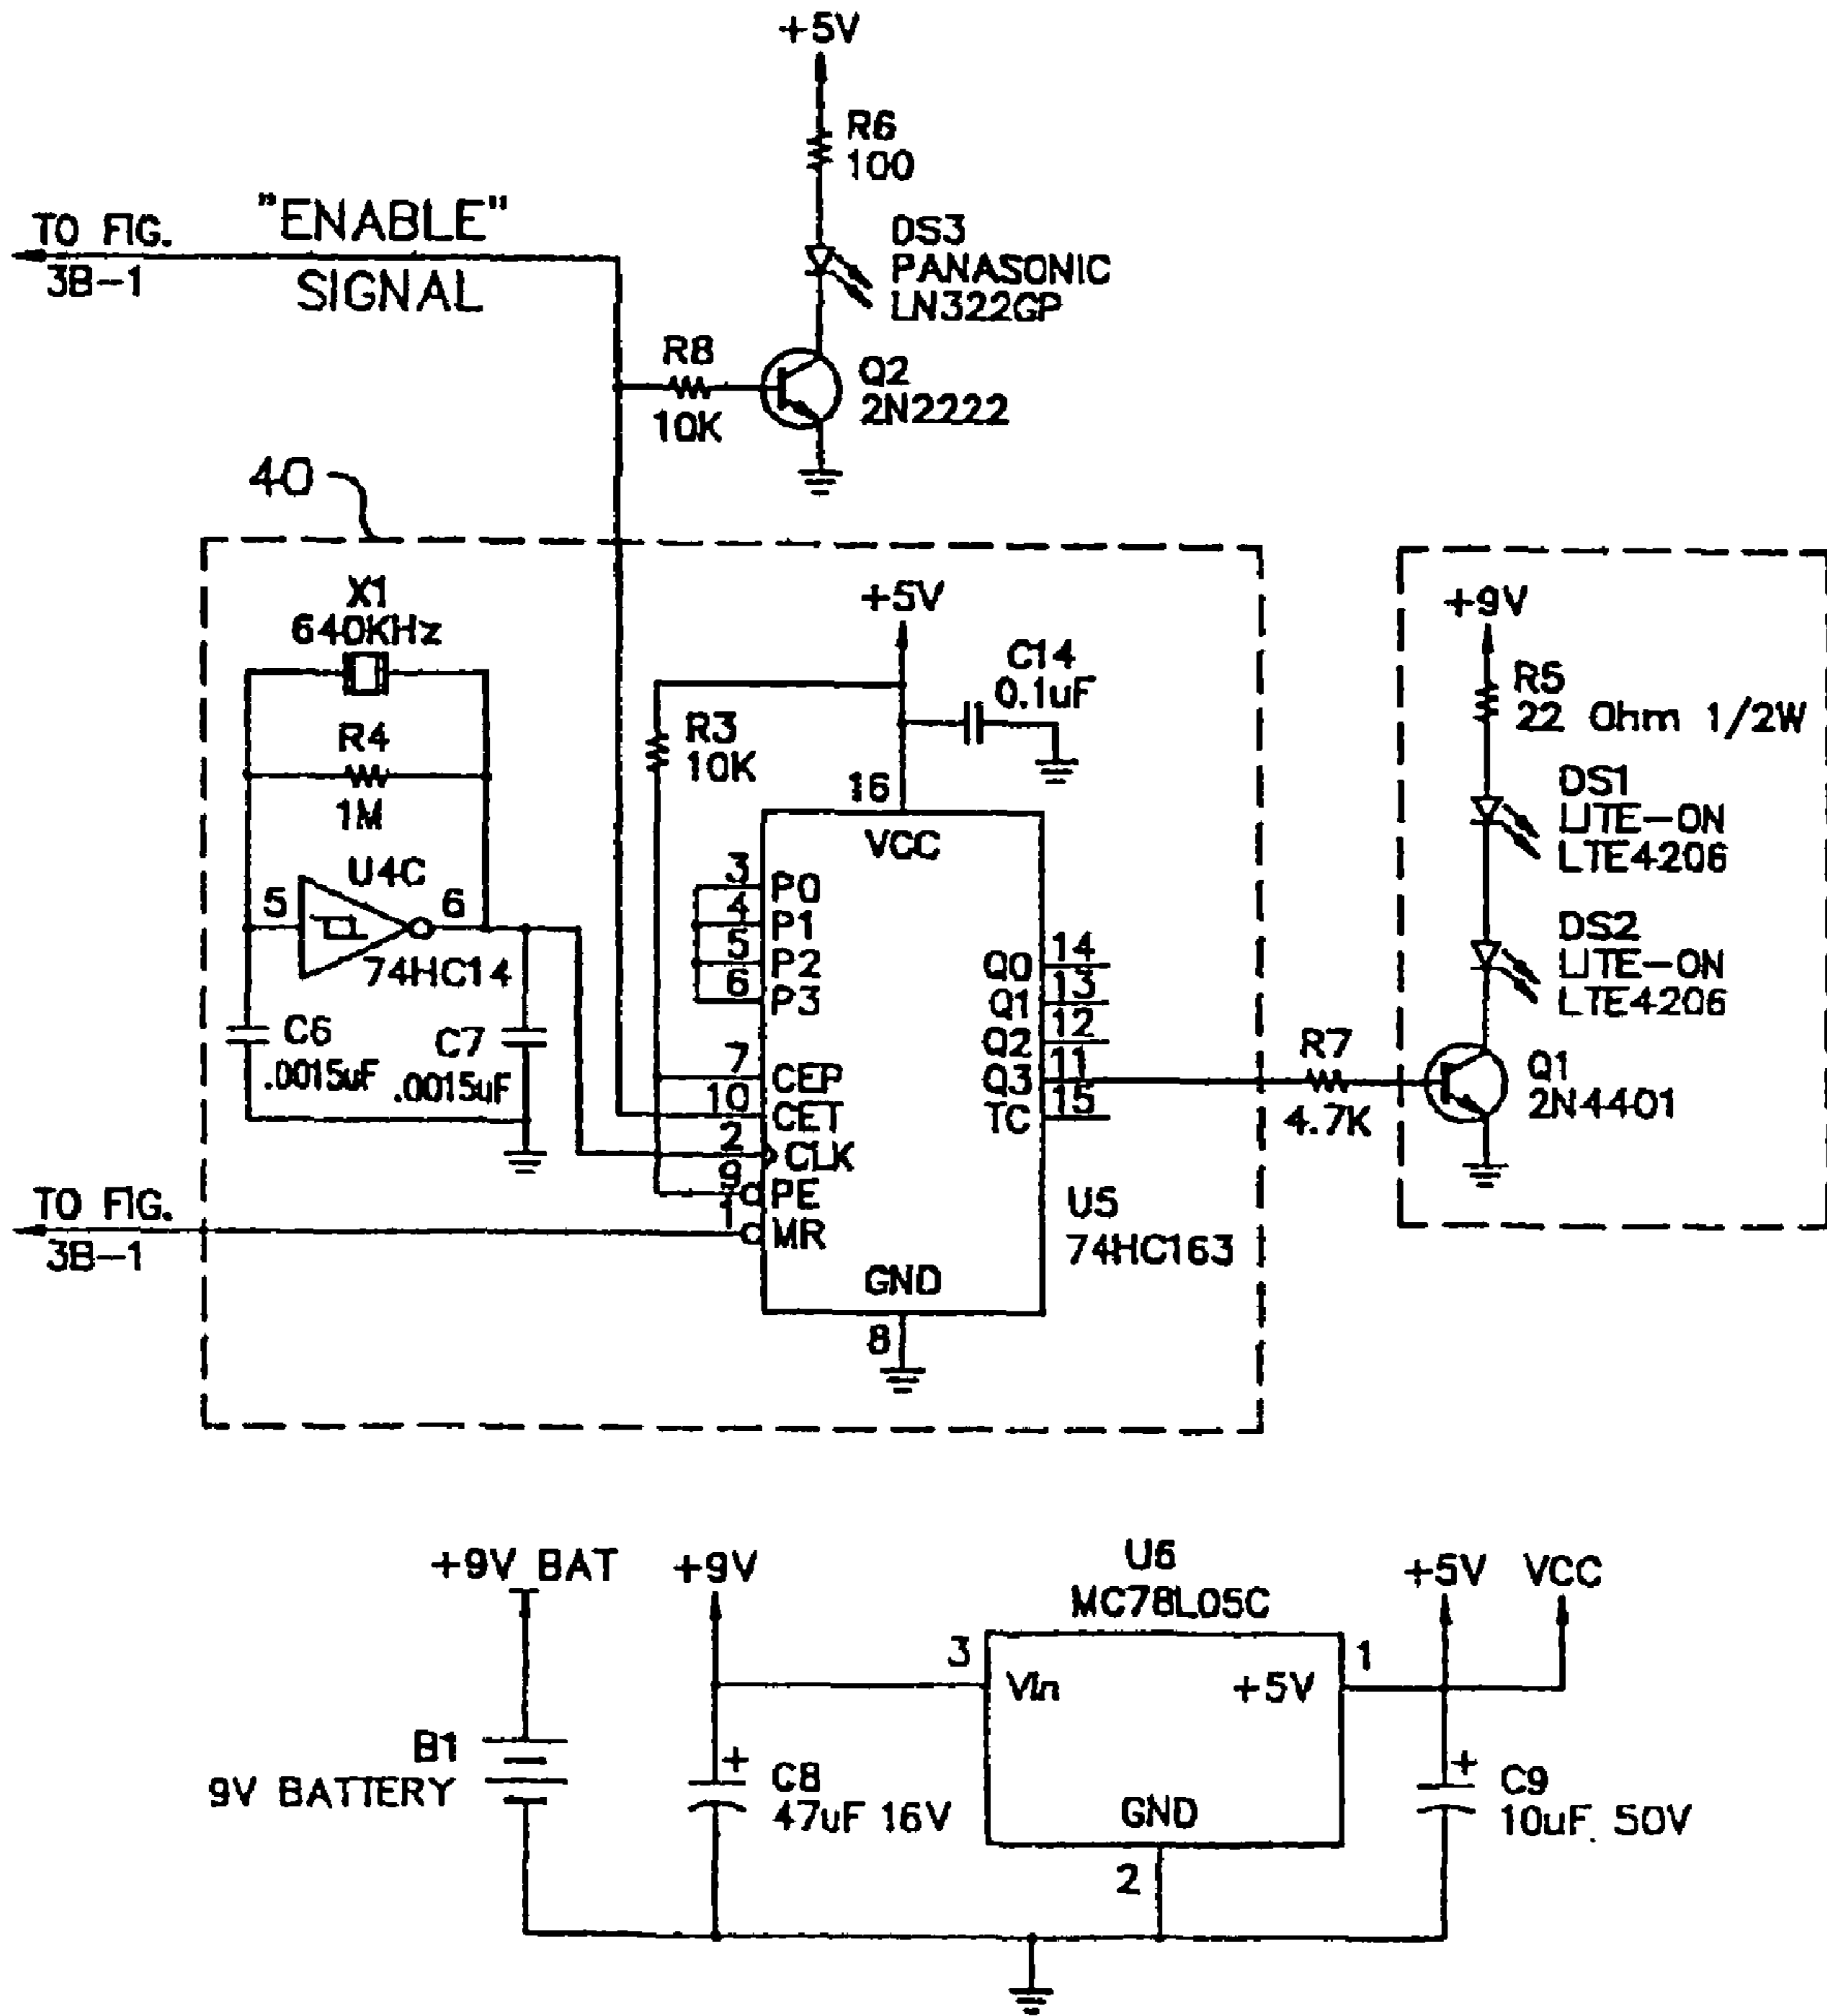 +5V
R6
100
"ENABLE"
SIGNAL
TO FIG.
3B-1
DS3
PANASONIC
LN322GP
R8
10K
Q2
2N2222
40
X1
640KHz
R4
1M
U4C
5
6
74HC14
C6
.0015uF
C7
.0015uF
+5V
C14
0.1uF
R3
10K
16
VCC
3
P0
4
P1
5
P2
6
P3
7
CEP
10
CET
2
CLK
9
PE
1
MR
GND
8
Q0
14
Q1
13
Q2
12
Q3
11
TC
15
U5
74HC163
TO FIG.
3B-1
R7
4.7K
+9V
R5
22 Ohm 1/2W
DS1
LITE-ON
LTE4206
DS2
LITE-ON
LTE4206
Q1
2N4401
+9V BAT
B1
9V BATTERY
+9V
C8
+
47uF 16V
U6
MC78L05C
3
Vin
+5V
1
GND
2
+5V
VCC
+
C9
10uF. 50V